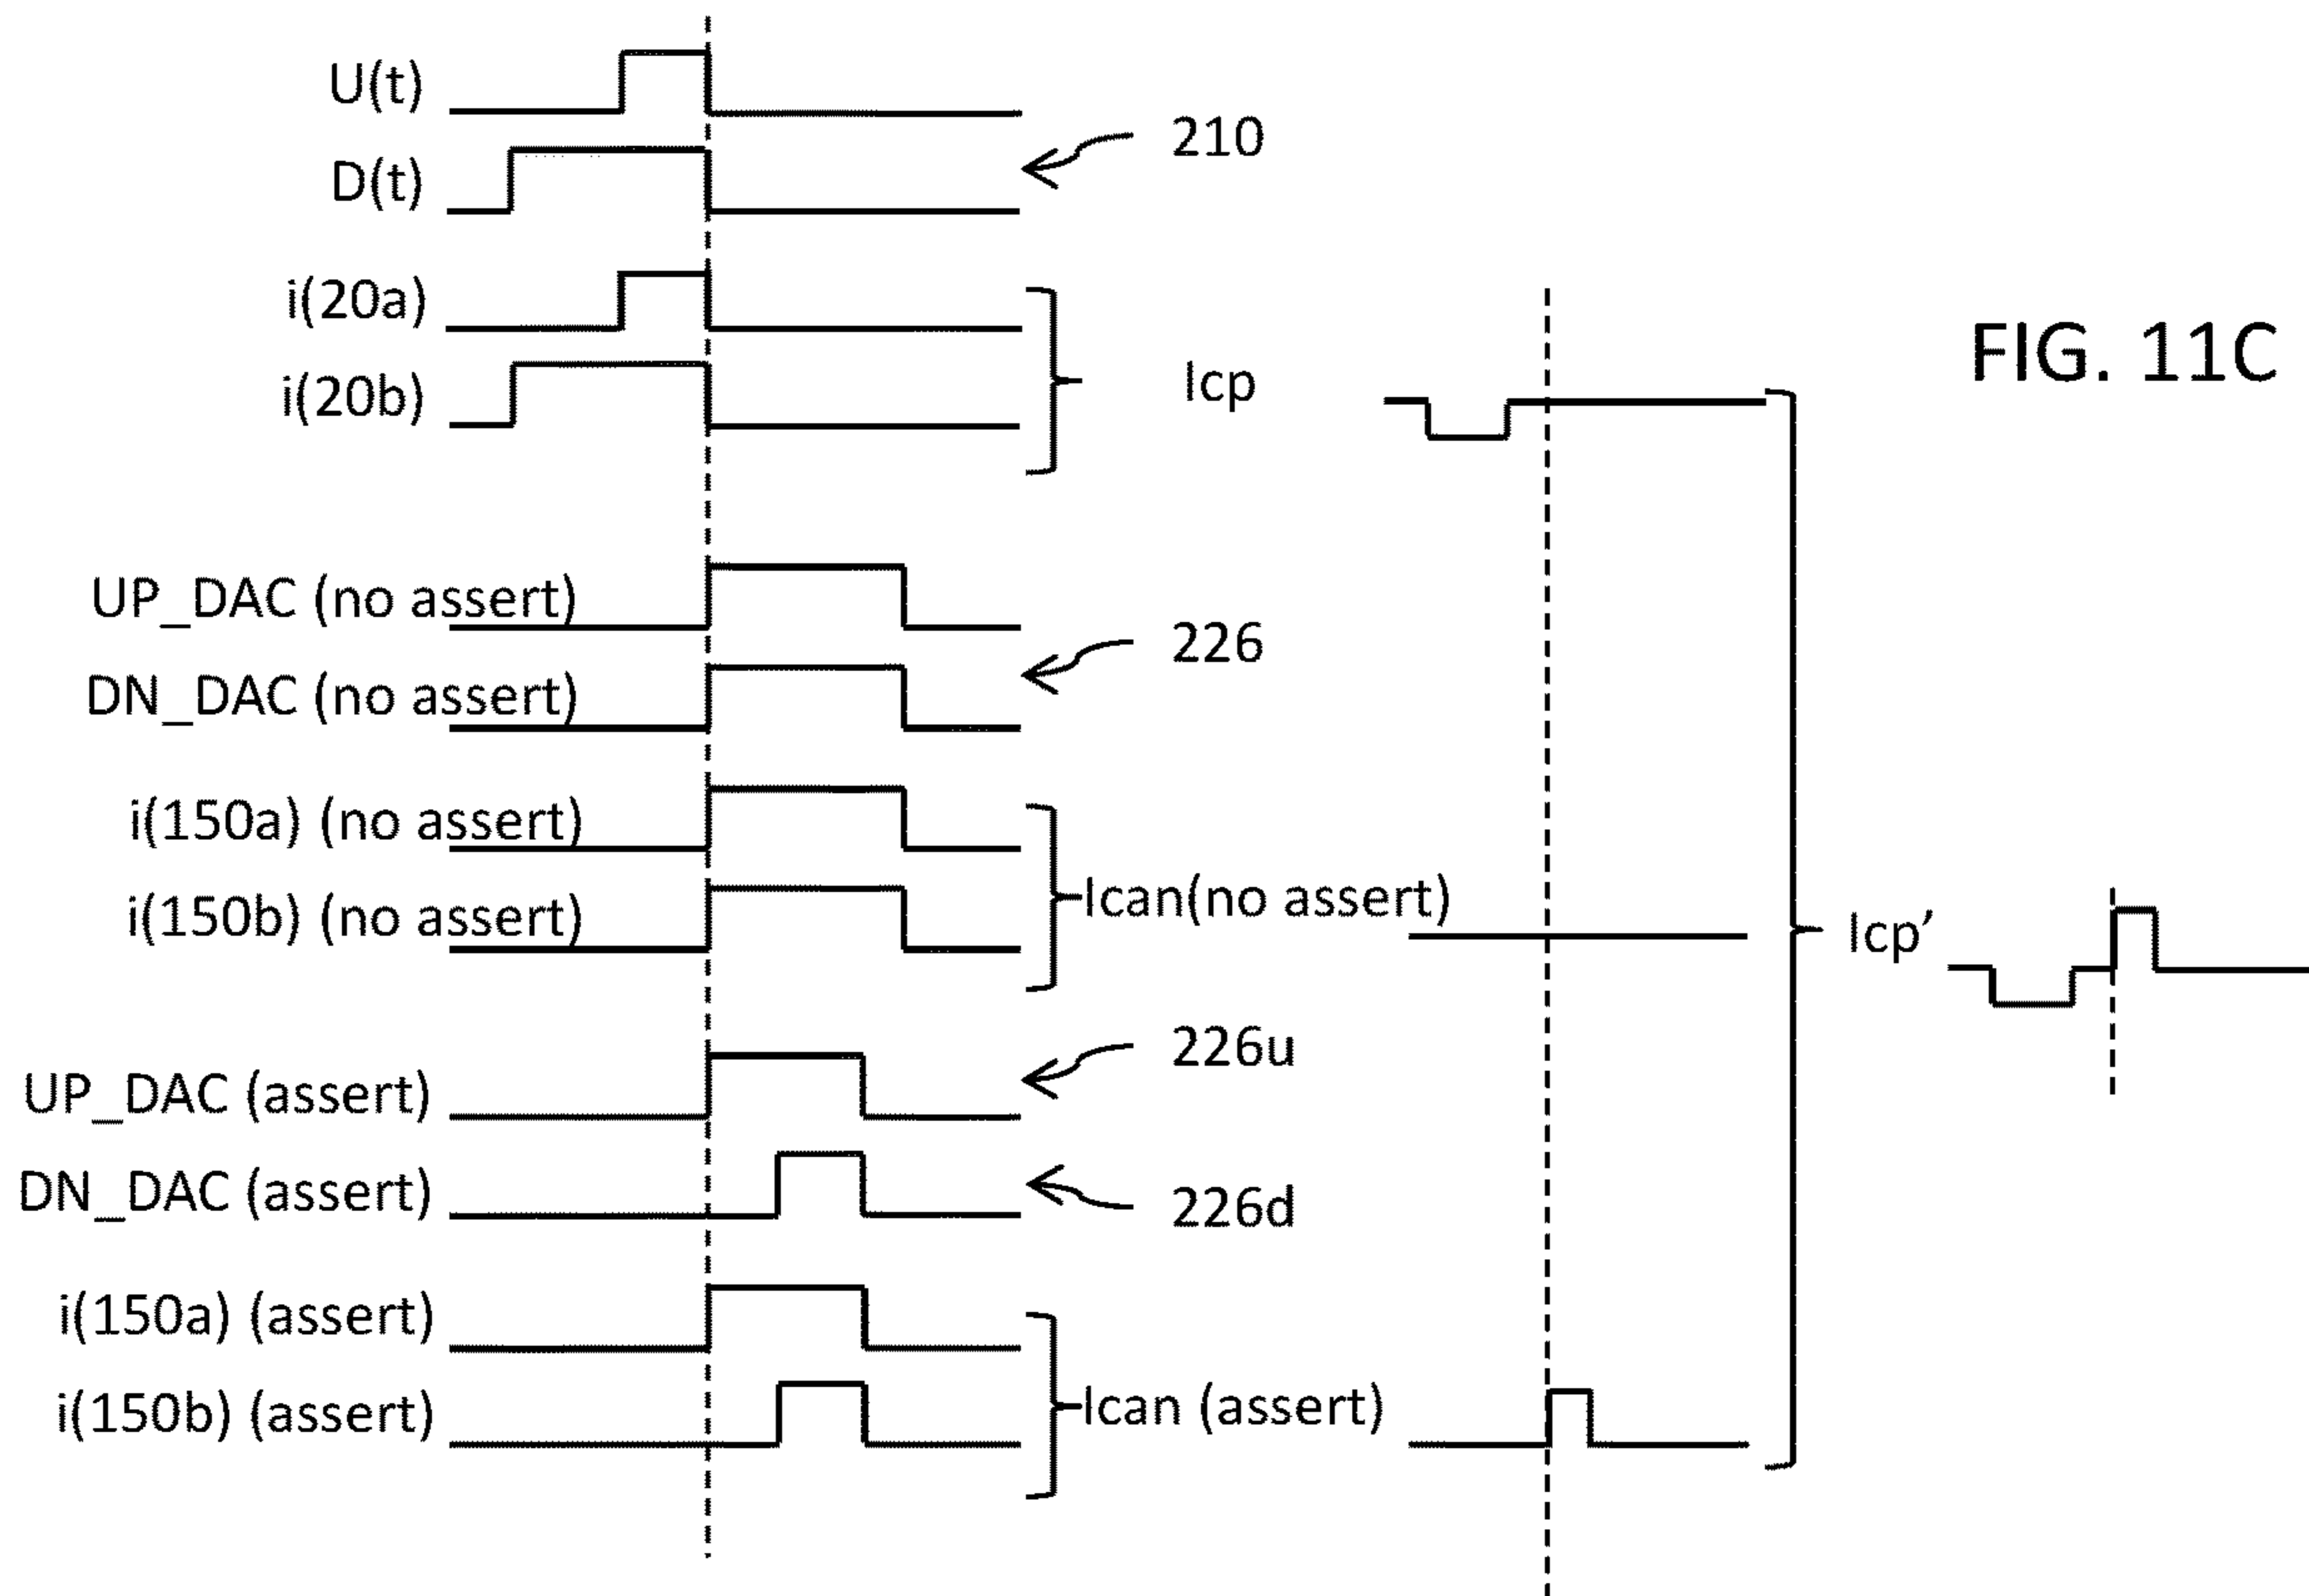 U(t)
D(t)
210
i(20a)
i(20b)
Icp
FIG. 11C
UP_DAC (no assert)
DN_DAC (no assert)
226
i(150a) (no assert)
i(150b) (no assert)
Ican(no assert)
Icp’
UP_DAC (assert)
226u
DN_DAC (assert)
226d
i(150a) (assert)
i(150b) (assert)
Ican (assert)